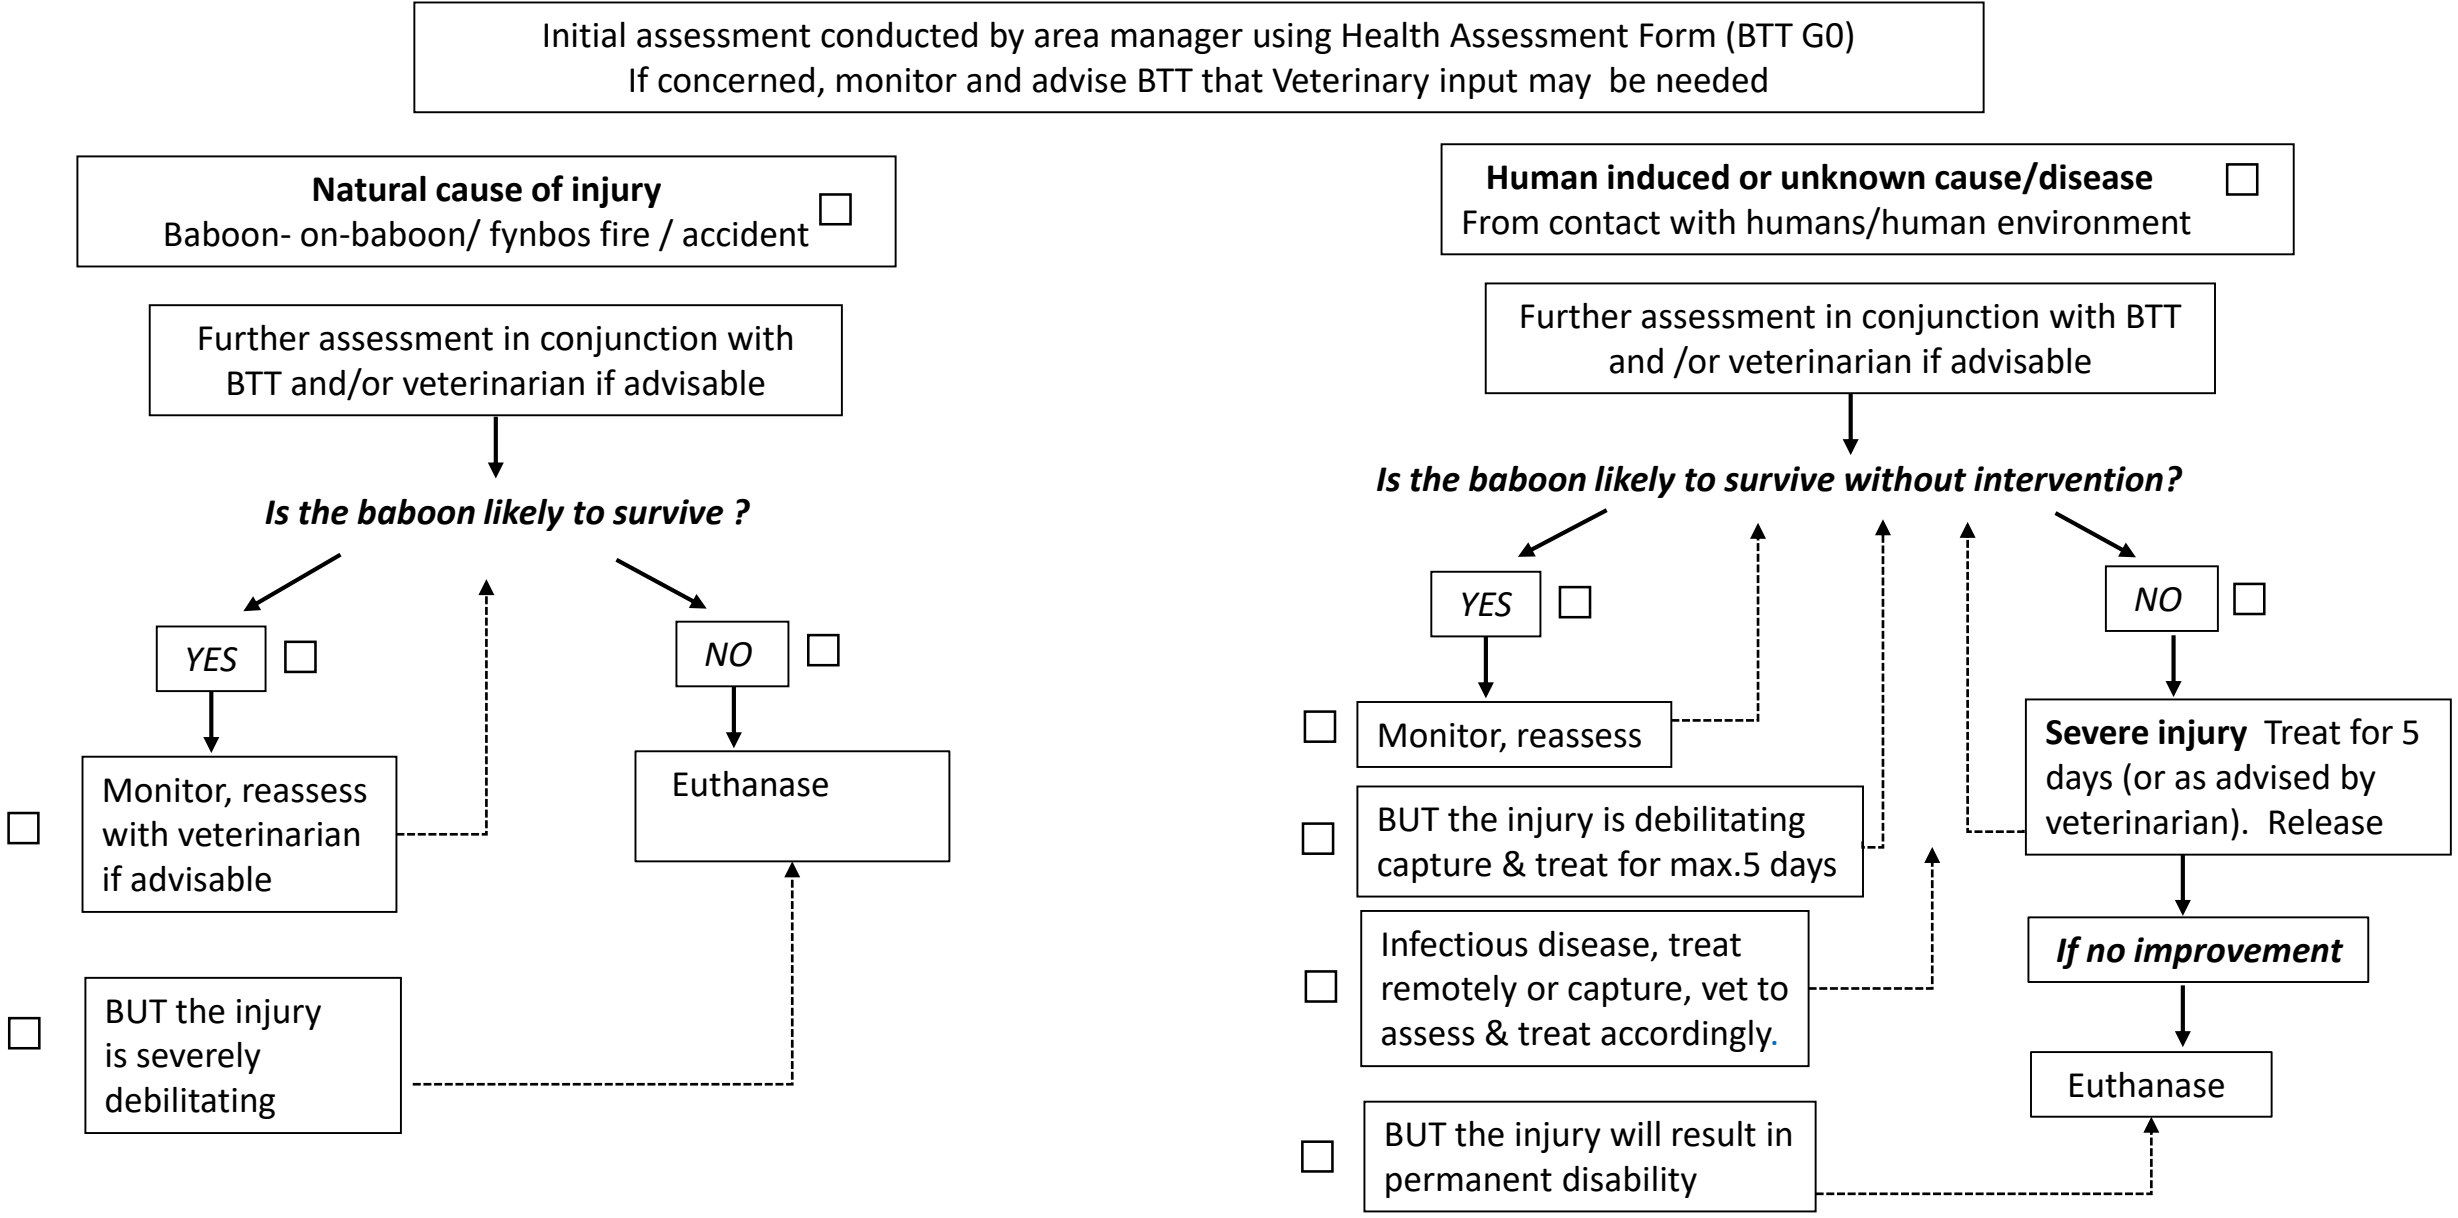 Initial assessment conducted by area manager using Health Assessment Form (BTT G0)
If concerned, monitor and advise BTT that Veterinary input may  be needed
Natural cause of injury
Baboon- on-baboon/ fynbos fire / accident
Further assessment in conjunction with
BTT and/or veterinarian if advisable
Is the baboon likely to survive ?
YES
NO
Monitor, reassess
with veterinarian
if advisable
Euthanase
BUT the injury
is severely
debilitating
Human induced or unknown cause/disease
From contact with humans/human environment
Further assessment in conjunction with BTT
and /or veterinarian if advisable
Is the baboon likely to survive without intervention?
YES
NO
Monitor, reassess
BUT the injury is debilitating
capture & treat for max.5 days
Infectious disease, treat
remotely or capture, vet to
assess & treat accordingly.
BUT the injury will result in
permanent disability
Severe injury  Treat for 5
days (or as advised by
veterinarian).  Release
If no improvement
Euthanase